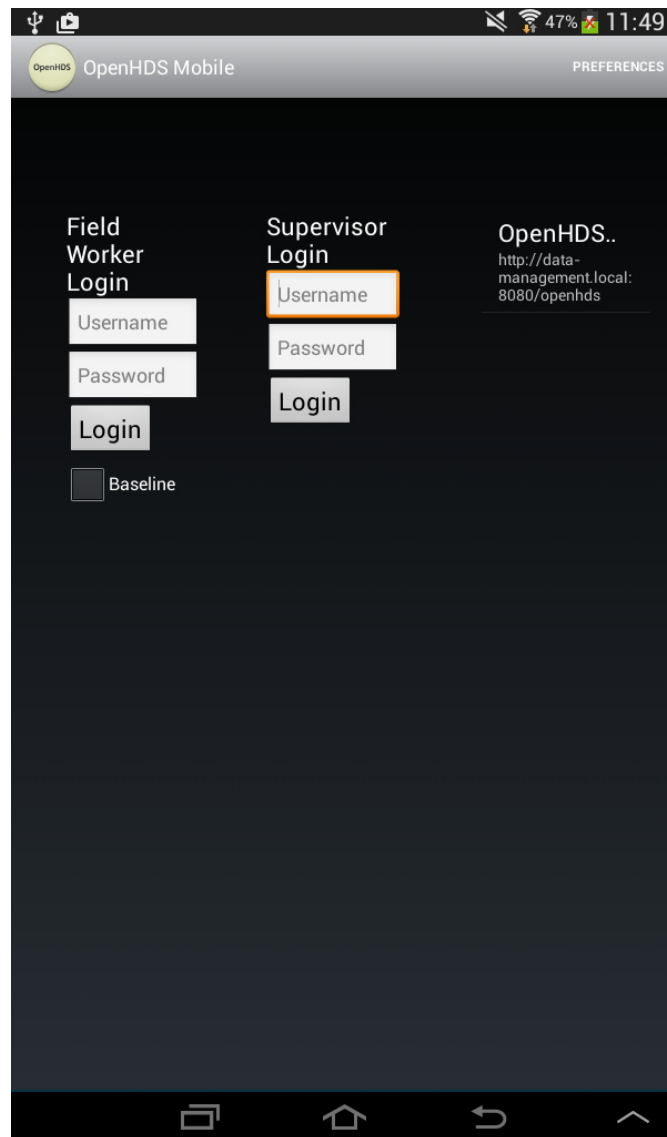 47% 11:49
OpenHDS OpenHDS Mobile PREFERENCES
Field
Worker
Login
Username
Password
Login
Baseline
Supervisor
Login
Username
Password
Login
OpenHDS..
http://data-
management.local:
8080/openhds